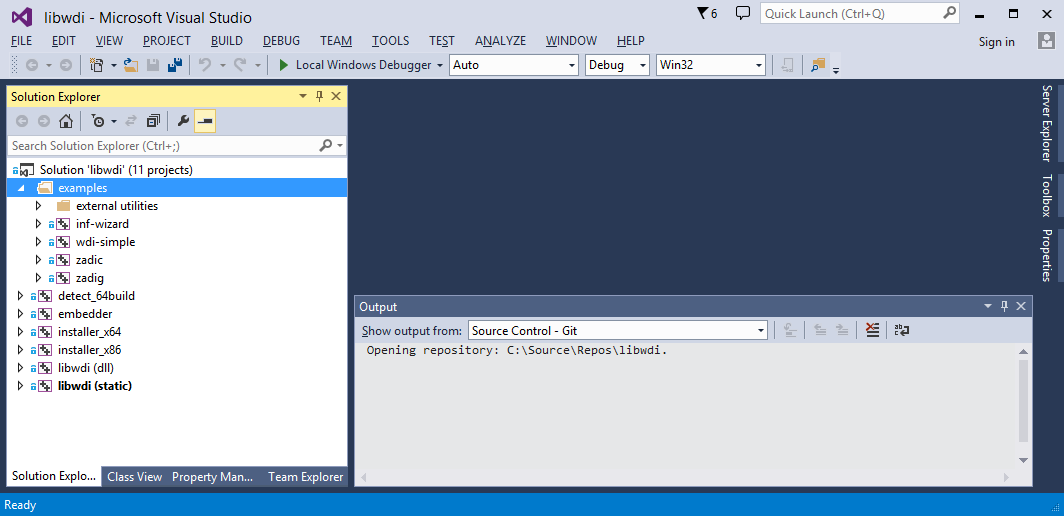 libwdi - Microsoft Visual Studio
6
Quick Launch (Ctrl+Q)
FILE EDIT VIEW PROJECT BUILD DEBUG TEAM TOOLS TEST ANALYZE WINDOW HELP
Sign in
Local Windows Debugger Auto Debug Win32
Solution Explorer
Search Solution Explorer (Ctrl+;)
Solution 'libwdi' (11 projects)
examples
external utilities
inf-wizard
wdi-simple
zadic
zadig
detect_64build
embedder
installer_x64
installer_x86
libwdi (dll)
libwdi (static)
Solution Explo... Class View Property Man... Team Explorer
Output
Show output from: Source Control - Git
Opening repository: C:\Source\Repos\libwdi.
Server Explorer
Toolbox
Properties
Ready